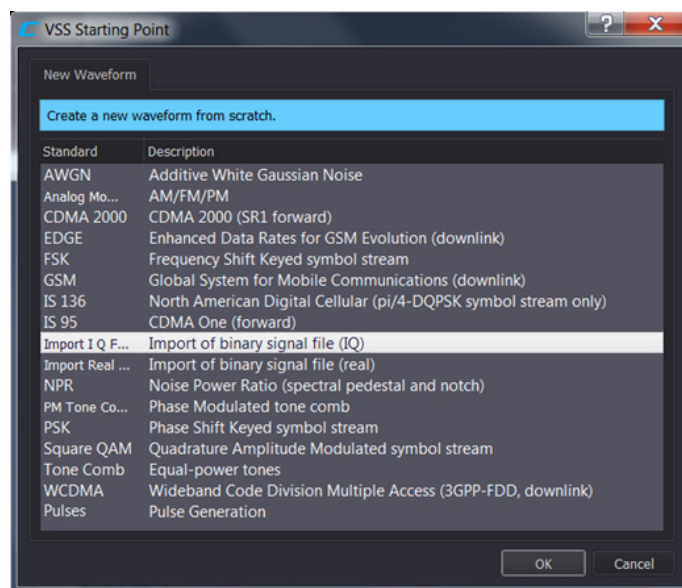 VSS Starting Point
New Waveform
Create a new waveform from scratch.
Standard Description
AWGN Additive White Gaussian Noise
Analog Mo... AM/FM/PM
CDMA 2000 CDMA 2000 (SR1 forward)
EDGE Enhanced Data Rates for GSM Evolution (downlink)
FSK Frequency Shift Keyed symbol stream
GSM Global System for Mobile Communications (downlink)
IS 136 North American Digital Cellular (pi/4-DQPSK symbol stream only)
IS 95 CDMA One (forward)
Import I Q F... Import of binary signal file (IQ)
Import Real ... Import of binary signal file (real)
NPR Noise Power Ratio (spectral pedestal and notch)
PM Tone Co... Phase Modulated tone comb
PSK Phase Shift Keyed symbol stream
Square QAM Quadrature Amplitude Modulated symbol stream
Tone Comb Equal-power tones
WCDMA Wideband Code Division Multiple Access (3GPP-FDD, downlink)
Pulses Pulse Generation
OK Cancel